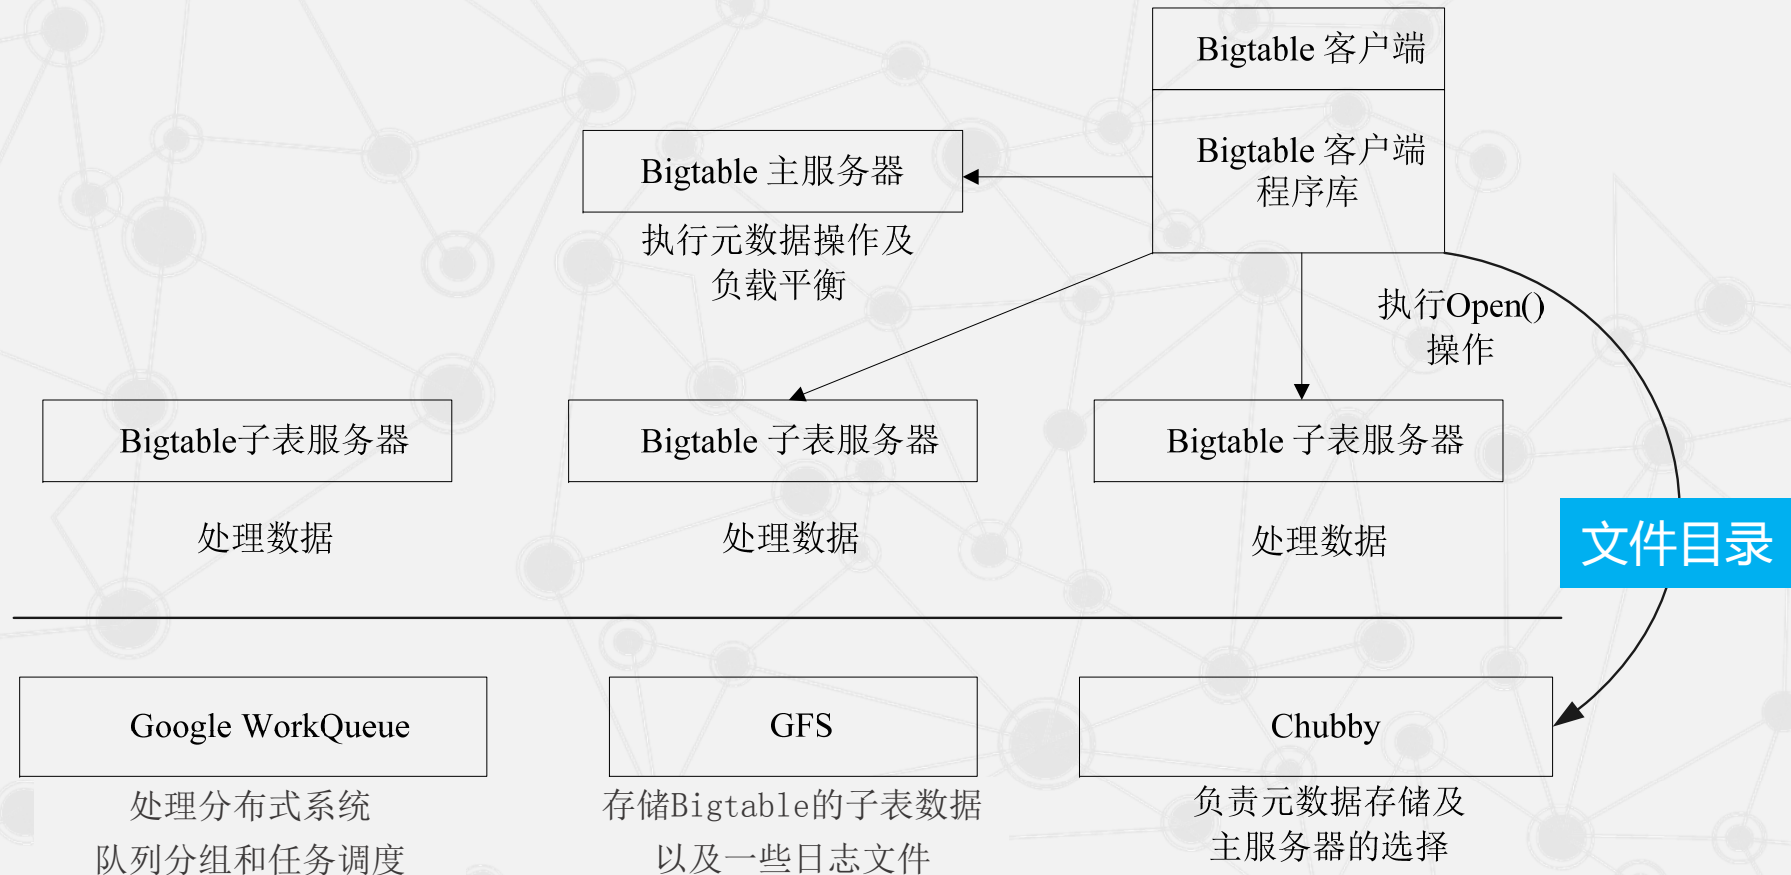 Bigtable 客户端
Bigtable 客户端
程序库
Bigtable 主服务器
执行元数据操作及
负载平衡
执行Open()
操作
Bigtable子表服务器
Bigtable 子表服务器
Bigtable 子表服务器
处理数据
处理数据
处理数据
文件目录
Google WorkQueue
GFS
Chubby
处理分布式系统
队列分组和任务调度
存储Bigtable的子表数据
以及一些日志文件
负责元数据存储及
主服务器的选择